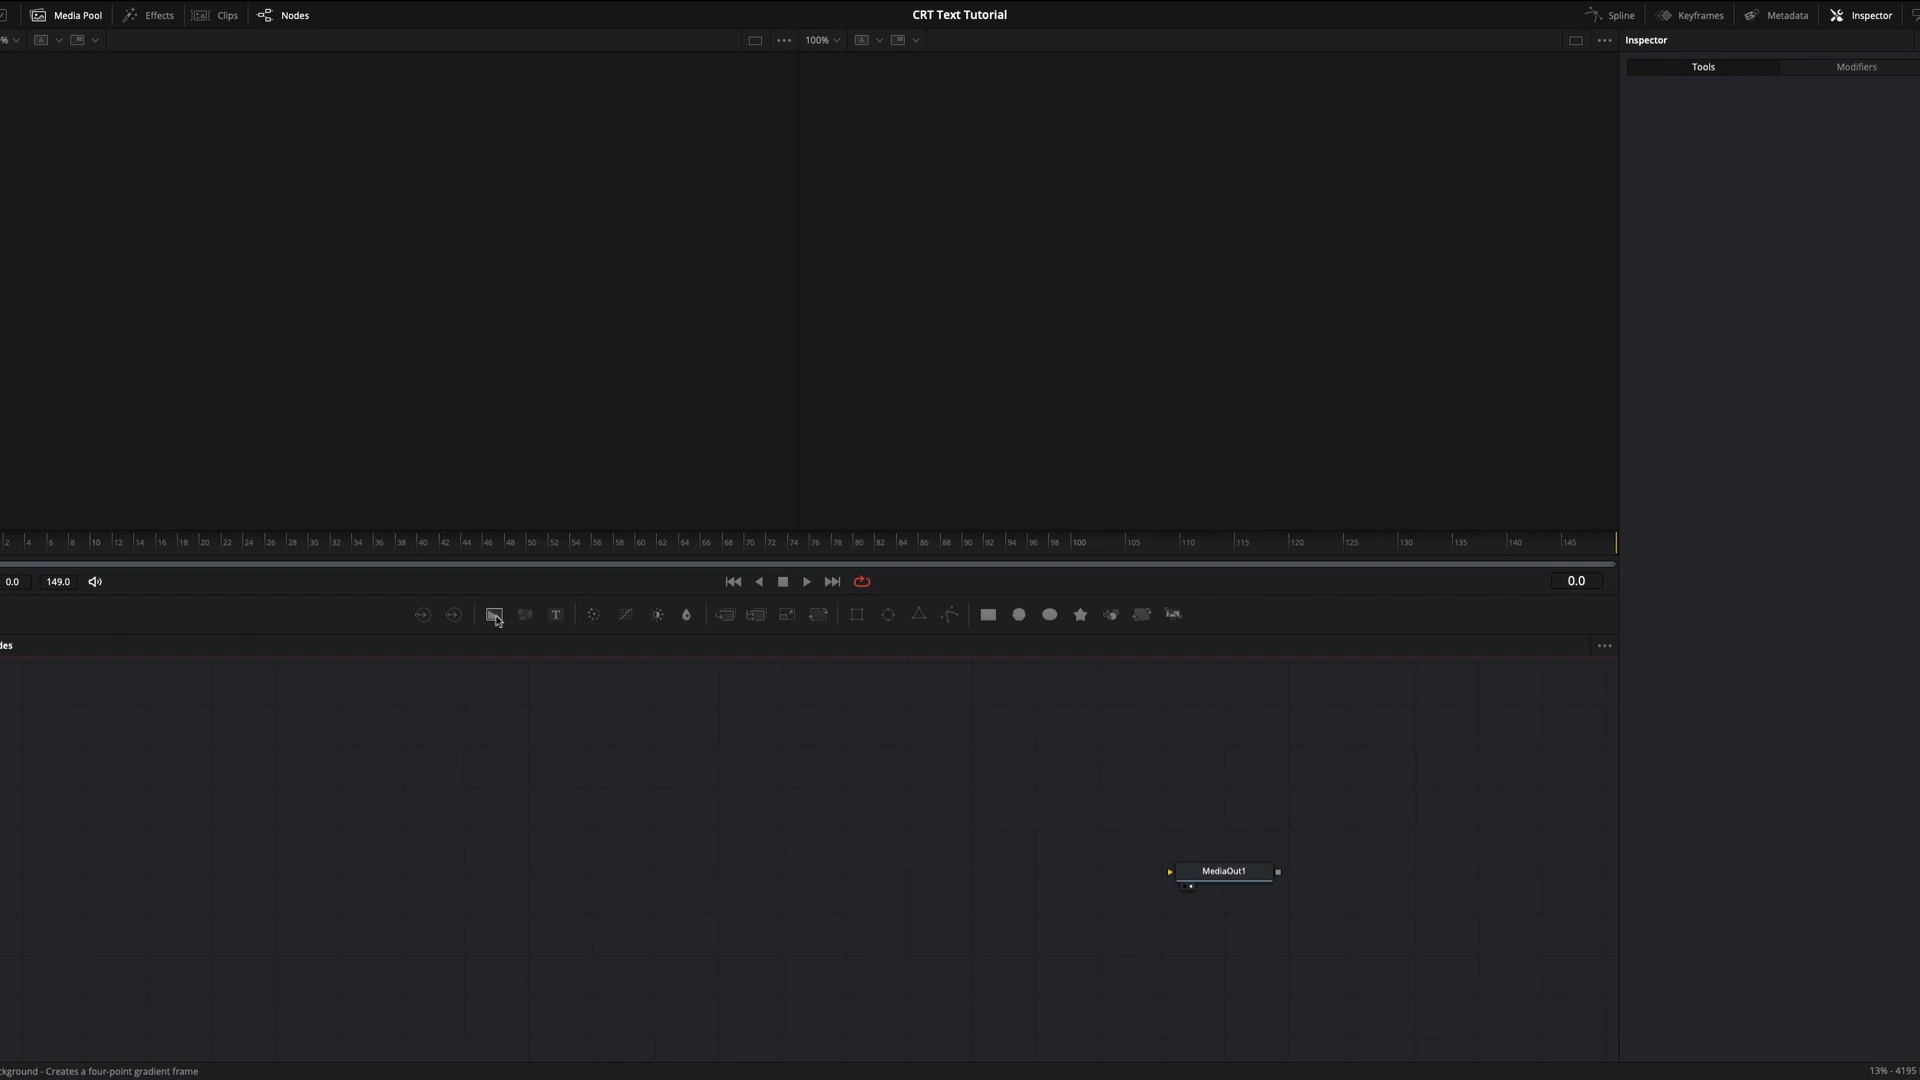 Media Pool Effects Clips Nodes CRT Text Tutorial Spline Keyframes Metadata Inspector
% 100% Inspector
Tools Modifiers
2 4 6 8 10 12 14 16 18 20 22 24 26 28 30 32 34 36 38 40 42 44 46 48 50 52 54 56 58 60 62 64 66 68 70 72 74 76 78 80 82 84 86 88 90 92 94 96 98 100 105 110 115 120 125 130 135 140 145
0.0 149.0 0.0
T
des
MediaOut1
ckground - Creates a four-point gradient frame 13% - 4195